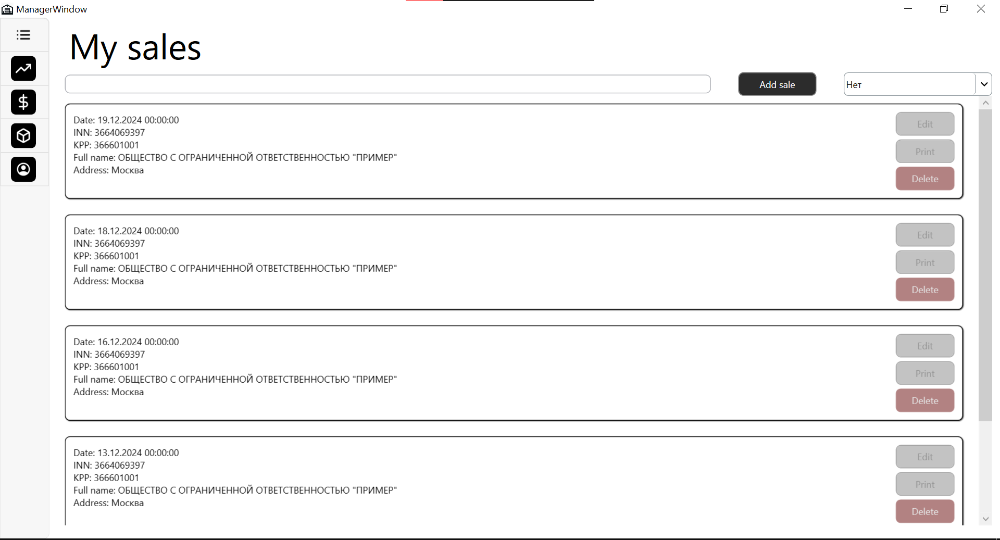 ManagerWindow
My sales
Add sale
Нет
Date: 19.12.2024 00:00:00
INN: 3664069397
KPP: 366601001
Full name: ОБЩЕСТВО С ОГРАНИЧЕННОЙ ОТВЕТСТВЕННОСТЬЮ "ПРИМЕР"
Address: Москва
Edit
Print
Delete
Date: 18.12.2024 00:00:00
INN: 3664069397
KPP: 366601001
Full name: ОБЩЕСТВО С ОГРАНИЧЕННОЙ ОТВЕТСТВЕННОСТЬЮ "ПРИМЕР"
Address: Москва
Edit
Print
Delete
Date: 16.12.2024 00:00:00
INN: 3664069397
KPP: 366601001
Full name: ОБЩЕСТВО С ОГРАНИЧЕННОЙ ОТВЕТСТВЕННОСТЬЮ "ПРИМЕР"
Address: Москва
Edit
Print
Delete
Date: 13.12.2024 00:00:00
INN: 3664069397
KPP: 366601001
Full name: ОБЩЕСТВО С ОГРАНИЧЕННОЙ ОТВЕТСТВЕННОСТЬЮ "ПРИМЕР"
Address: Москва
Edit
Print
Delete